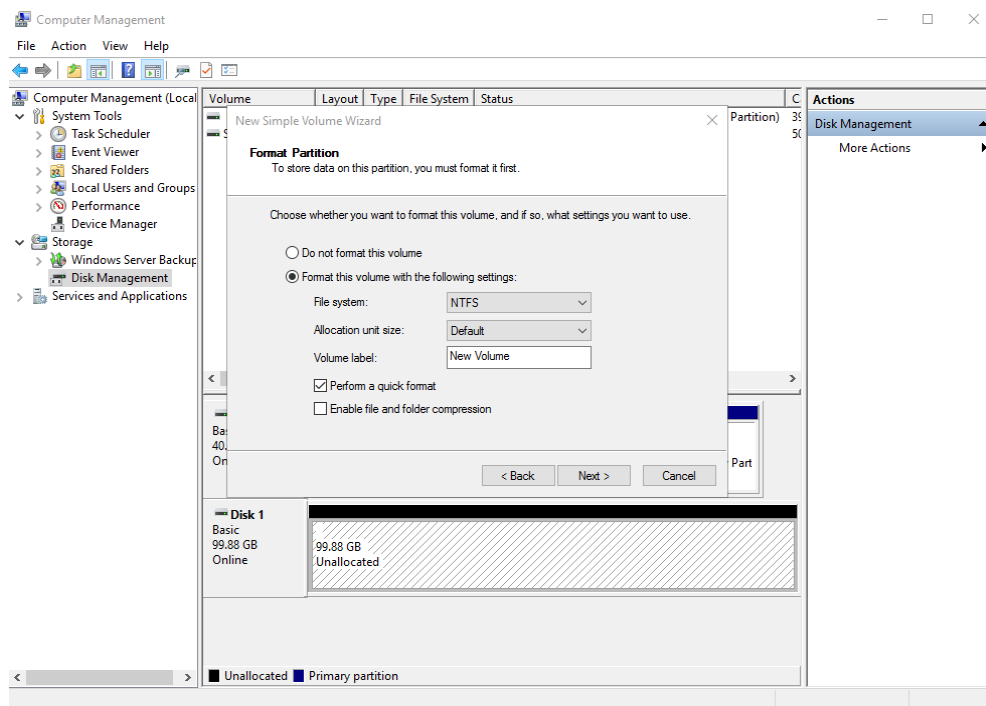 Computer Management
File Action View Help
Computer Management (Local
System Tools
Task Scheduler
Event Viewer
Shared Folders
Local Users and Groups
Performance
Device Manager
Storage
Windows Server Backup
Disk Management
Services and Applications
Volume Layout Type File System Status C
Partition) 39
S 50
New Simple Volume Wizard
Format Partition
To store data on this partition, you must format it first.
Choose whether you want to format this volume, and if so, what settings you want to use.
Do not format this volume
Format this volume with the following settings:
File system: NTFS
Allocation unit size: Default
Volume label: New Volume
Perform a quick format
Enable file and folder compression
< Back Next > Cancel
Bas
40.
On
Part
Disk 1
Basic
99.88 GB
Online
99.88 GB
Unallocated
Unallocated Primary partition
Actions
Disk Management
More Actions